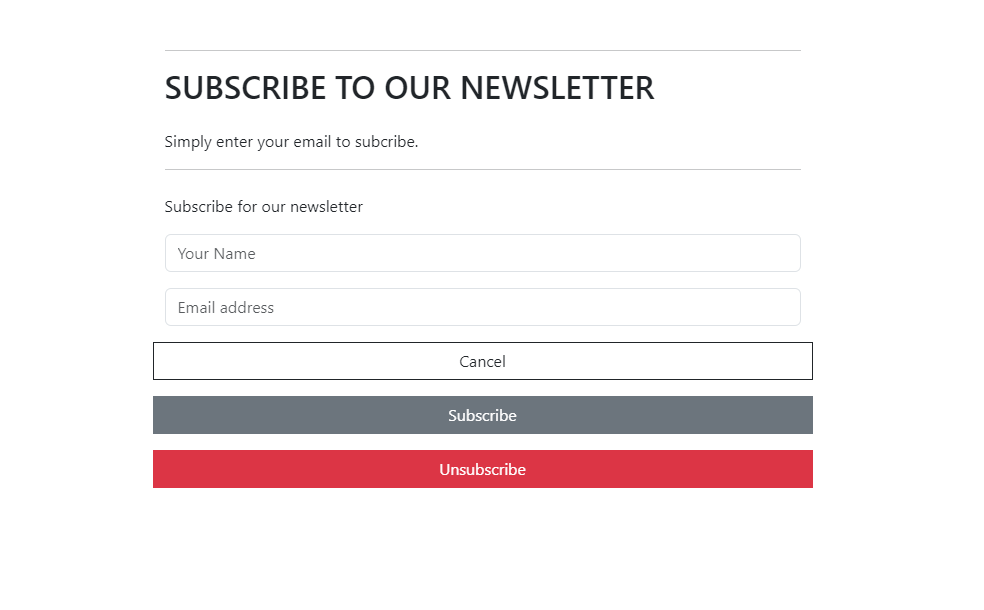 SUBSCRIBE TO OUR NEWSLETTER
Simply enter your email to subcribe.
Subscribe for our newsletter
Your Name
Email address
Cancel
Subscribe
Unsubscribe